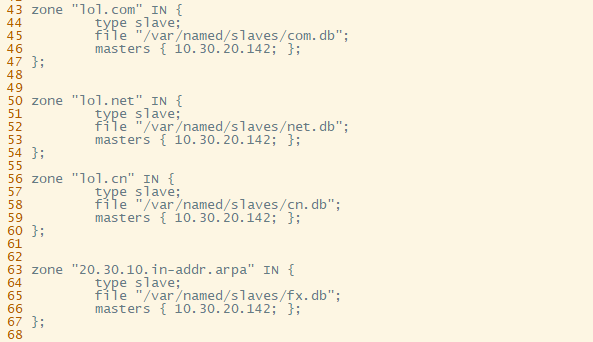 43 zone "lol.com" IN {
44         type slave;
45         file "/var/named/slaves/com.db";
46         masters { 10.30.20.142; };
47 };
48
49
50 zone "lol.net" IN {
51         type slave;
52         file "/var/named/slaves/net.db";
53         masters { 10.30.20.142; };
54 };
55
56 zone "lol.cn" IN {
57         type slave;
58         file "/var/named/slaves/cn.db";
59         masters { 10.30.20.142; };
60 };
61
62
63 zone "20.30.10.in-addr.arpa" IN {
64         type slave;
65         file "/var/named/slaves/fx.db";
66         masters { 10.30.20.142; };
67 };
68